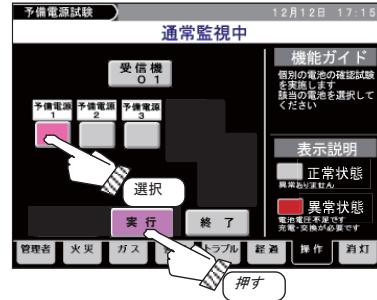 予備電源試験
12月12日 17:15
通常監視中
受信機
01
予備電源
1
予備電源
2
予備電源
3
選択
実行
終了
押す
機能ガイド
個別の電池の確認試験
を実施します
該当の電池を選択して
ください
表示説明
正常状態
異常ありません
異常状態
電池電圧不足です
充電・交換が必要です
管理者
火災
ガス
トラブル
経過
操作
消灯